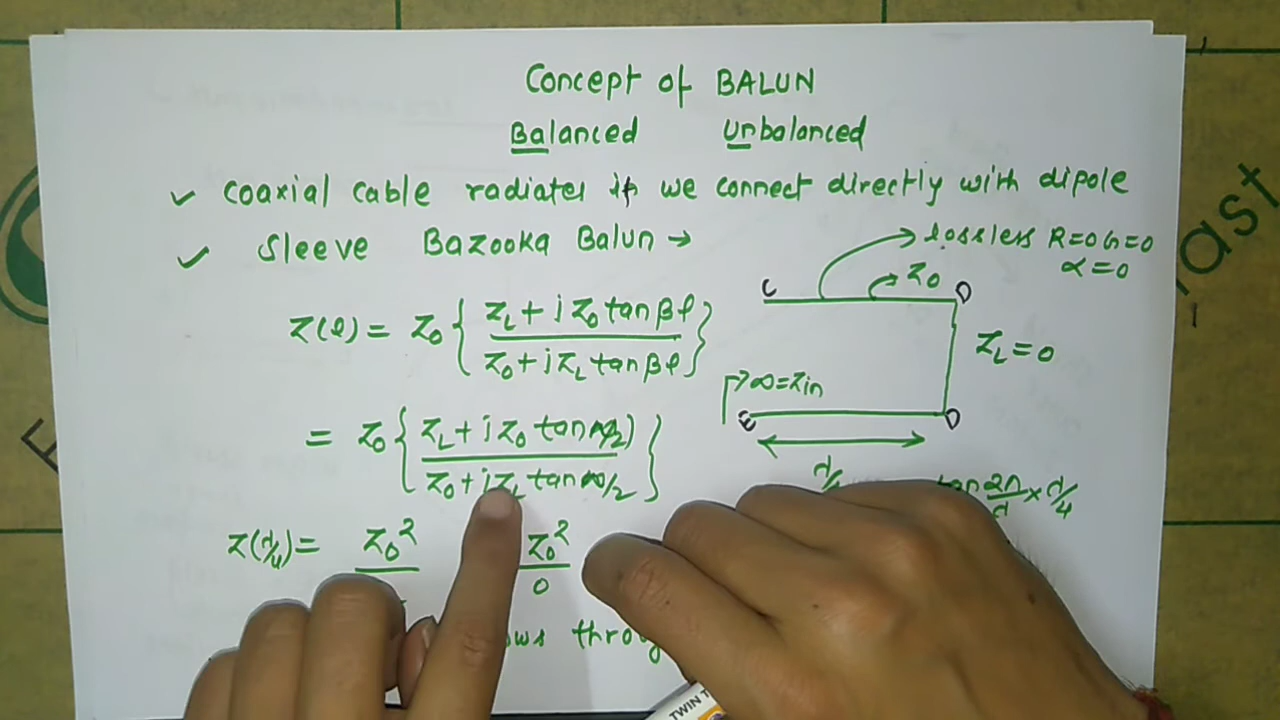 Concept of BALUN
Balanced Unbalanced
✓ Coaxial cable radiates if we connect directly with dipole
✓ Sleeve Bazooka Balun →
lossless R=0 G=0
α=0
Z(l) = Z0 { ZL + j Z0 tan βl / Z0 + j ZL tan βl }
C D
Z0
ZL = 0
∞ = Zin
E D
= Z0 { ZL + j Z0 tan π/2) / Z0 + j ZL tan π/2 }
tan 2π/λ × λ/4
Z(λ/4) = Z0² Z0² / 0
TWIN T
ast